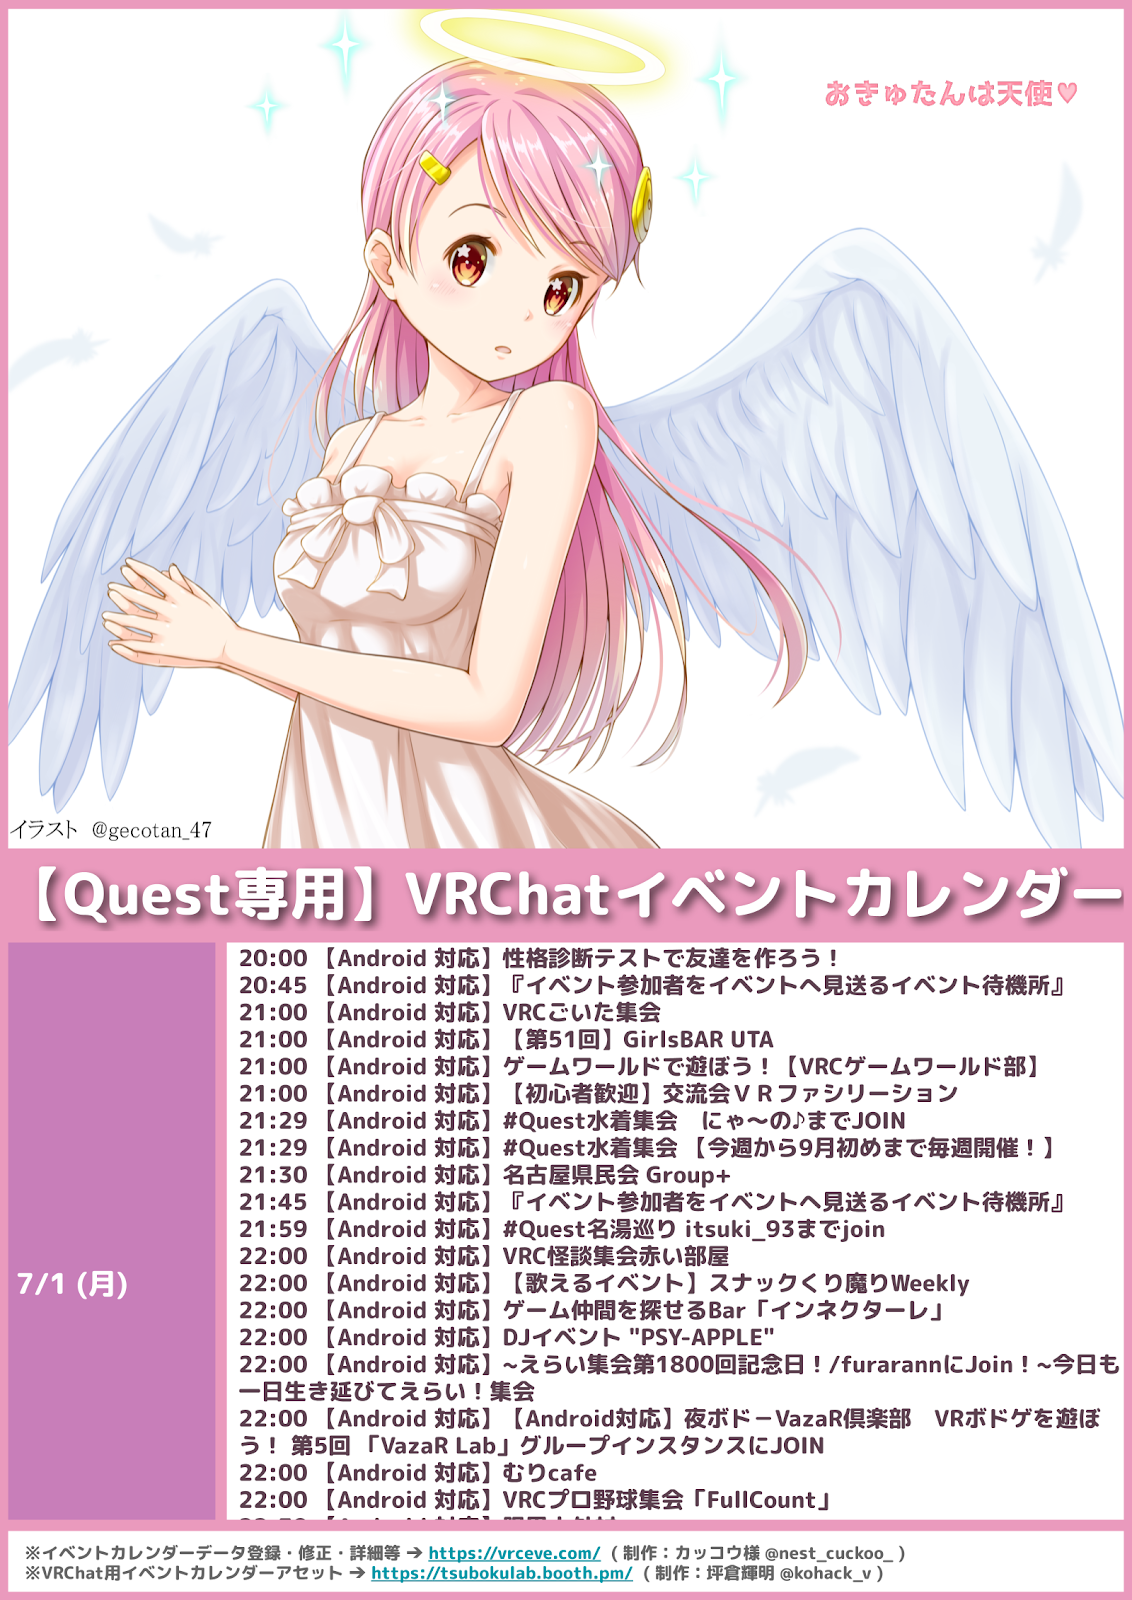 おきゅたんは天使♥
イラスト @gecotan_47
【Quest専用】VRChatイベントカレンダー
7/1 (月)
20:00 【Android 対応】性格診断テストで友達を作ろう！
20:45 【Android 対応】『イベント参加者をイベントへ見送るイベント待機所』
21:00 【Android 対応】VRCごいた集会
21:00 【Android 対応】【第51回】GirlsBAR UTA
21:00 【Android 対応】ゲームワールドで遊ぼう！【VRCゲームワールド部】
21:00 【Android 対応】【初心者歓迎】交流会ＶＲファシリーション
21:29 【Android 対応】#Quest水着集会　にゃ〜の♪までJOIN
21:29 【Android 対応】#Quest水着集会 【今週から9月初めまで毎週開催！】
21:30 【Android 対応】名古屋県民会 Group+
21:45 【Android 対応】『イベント参加者をイベントへ見送るイベント待機所』
21:59 【Android 対応】#Quest名湯巡り itsuki_93までjoin
22:00 【Android 対応】VRC怪談集会赤い部屋
22:00 【Android 対応】【歌えるイベント】スナックくり魔りWeekly
22:00 【Android 対応】ゲーム仲間を探せるBar「インネクターレ」
22:00 【Android 対応】DJイベント "PSY-APPLE"
22:00 【Android 対応】~えらい集会第1800回記念日！/furarannにJoin！~今日も
一日生き延びてえらい！集会
22:00 【Android 対応】【Android対応】夜ボド－VazaR倶楽部　VRボドゲを遊ぼ
う！ 第5回 「VazaR Lab」グループインスタンスにJOIN
22:00 【Android 対応】むりcafe
22:00 【Android 対応】VRCプロ野球集会「FullCount」
※イベントカレンダーデータ登録・修正・詳細等 → https://vrceve.com/ ( 制作：カッコウ様 @nest_cuckoo_ )
※VRChat用イベントカレンダーアセット → https://tsubokulab.booth.pm/ ( 制作：坪倉輝明 @kohack_v )